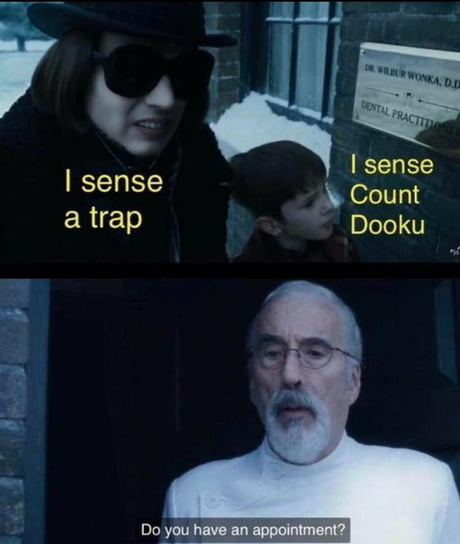 DR. WILBUR WONKA, D.D
DENTAL PRACTITI
I sense
a trap
I sense
Count
Dooku
Do you have an appointment?